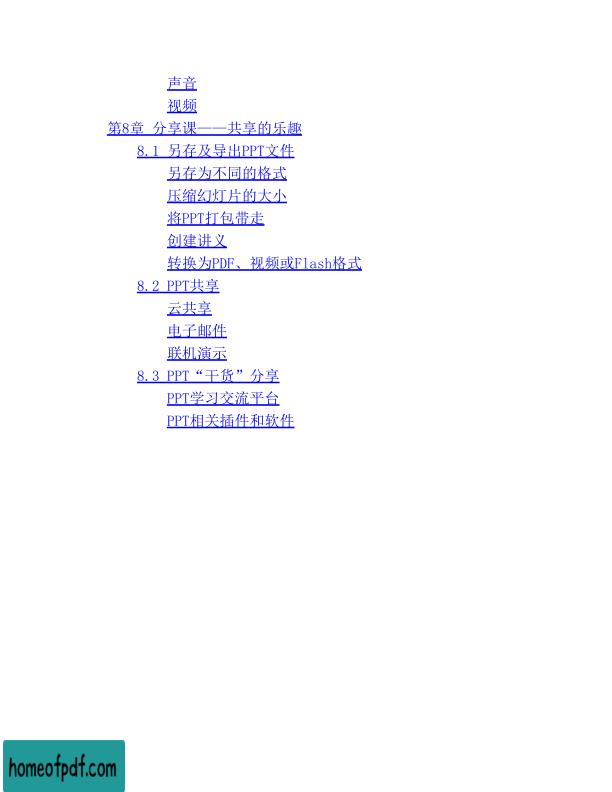 声音
视频
第8章 分享课——共享的乐趣
8.1 另存及导出PPT文件
另存为不同的格式
压缩幻灯片的大小
将PPT打包带走
创建讲义
转换为PDF、视频或Flash格式
8.2 PPT共享
云共享
电子邮件
联机演示
8.3 PPT“干货”分享
PPT学习交流平台
PPT相关插件和软件
homeofpdf.com